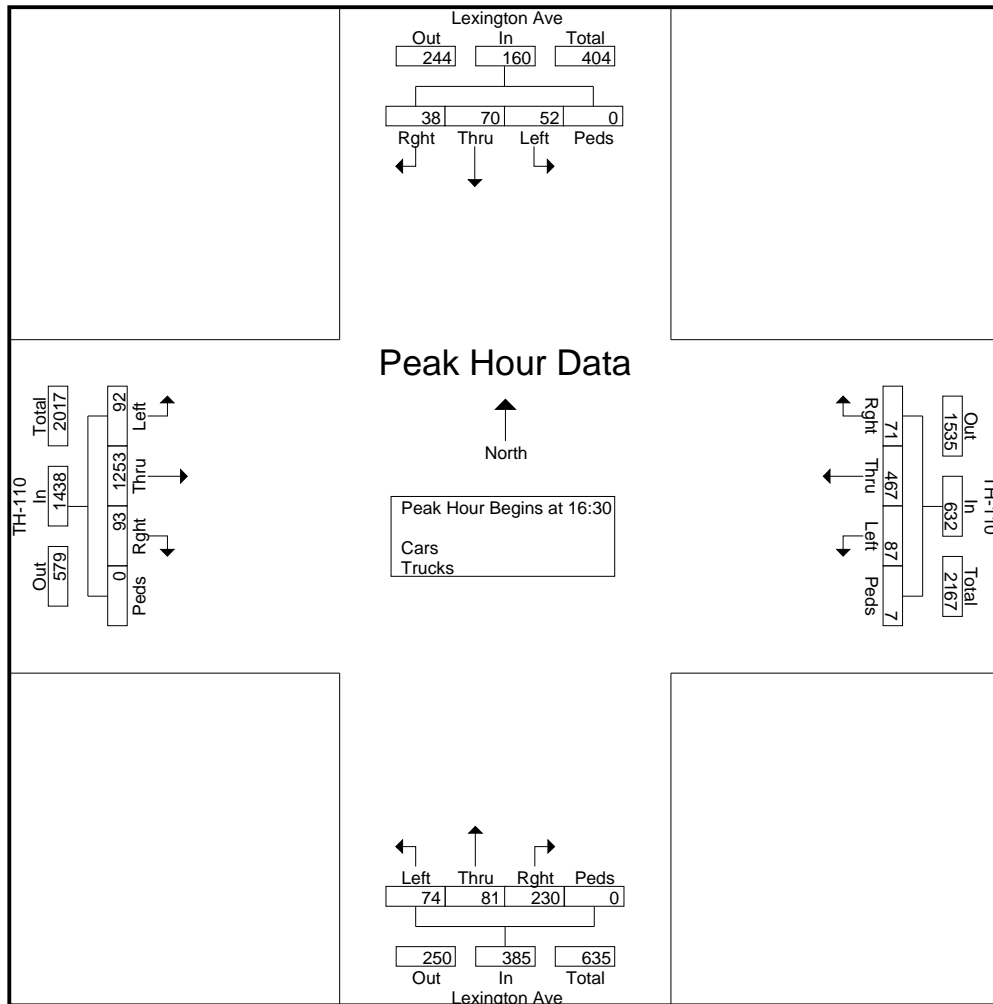 Lexington Ave
Out In Total
244 160 404
38 70 52 0
Rght Thru Left Peds
Peak Hour Data
North
Peak Hour Begins at 16:30
Cars
Trucks
TH-110
Total In Out
2017 1438 579
92 1253 93 0
Left Thru Rght Peds
TH-110
Out In Total
1535 632 2167
71 467 87 7
Rght Thru Left Peds
Left Thru Rght Peds
74 81 230 0
250 385 635
Out In Total
Lexington Ave